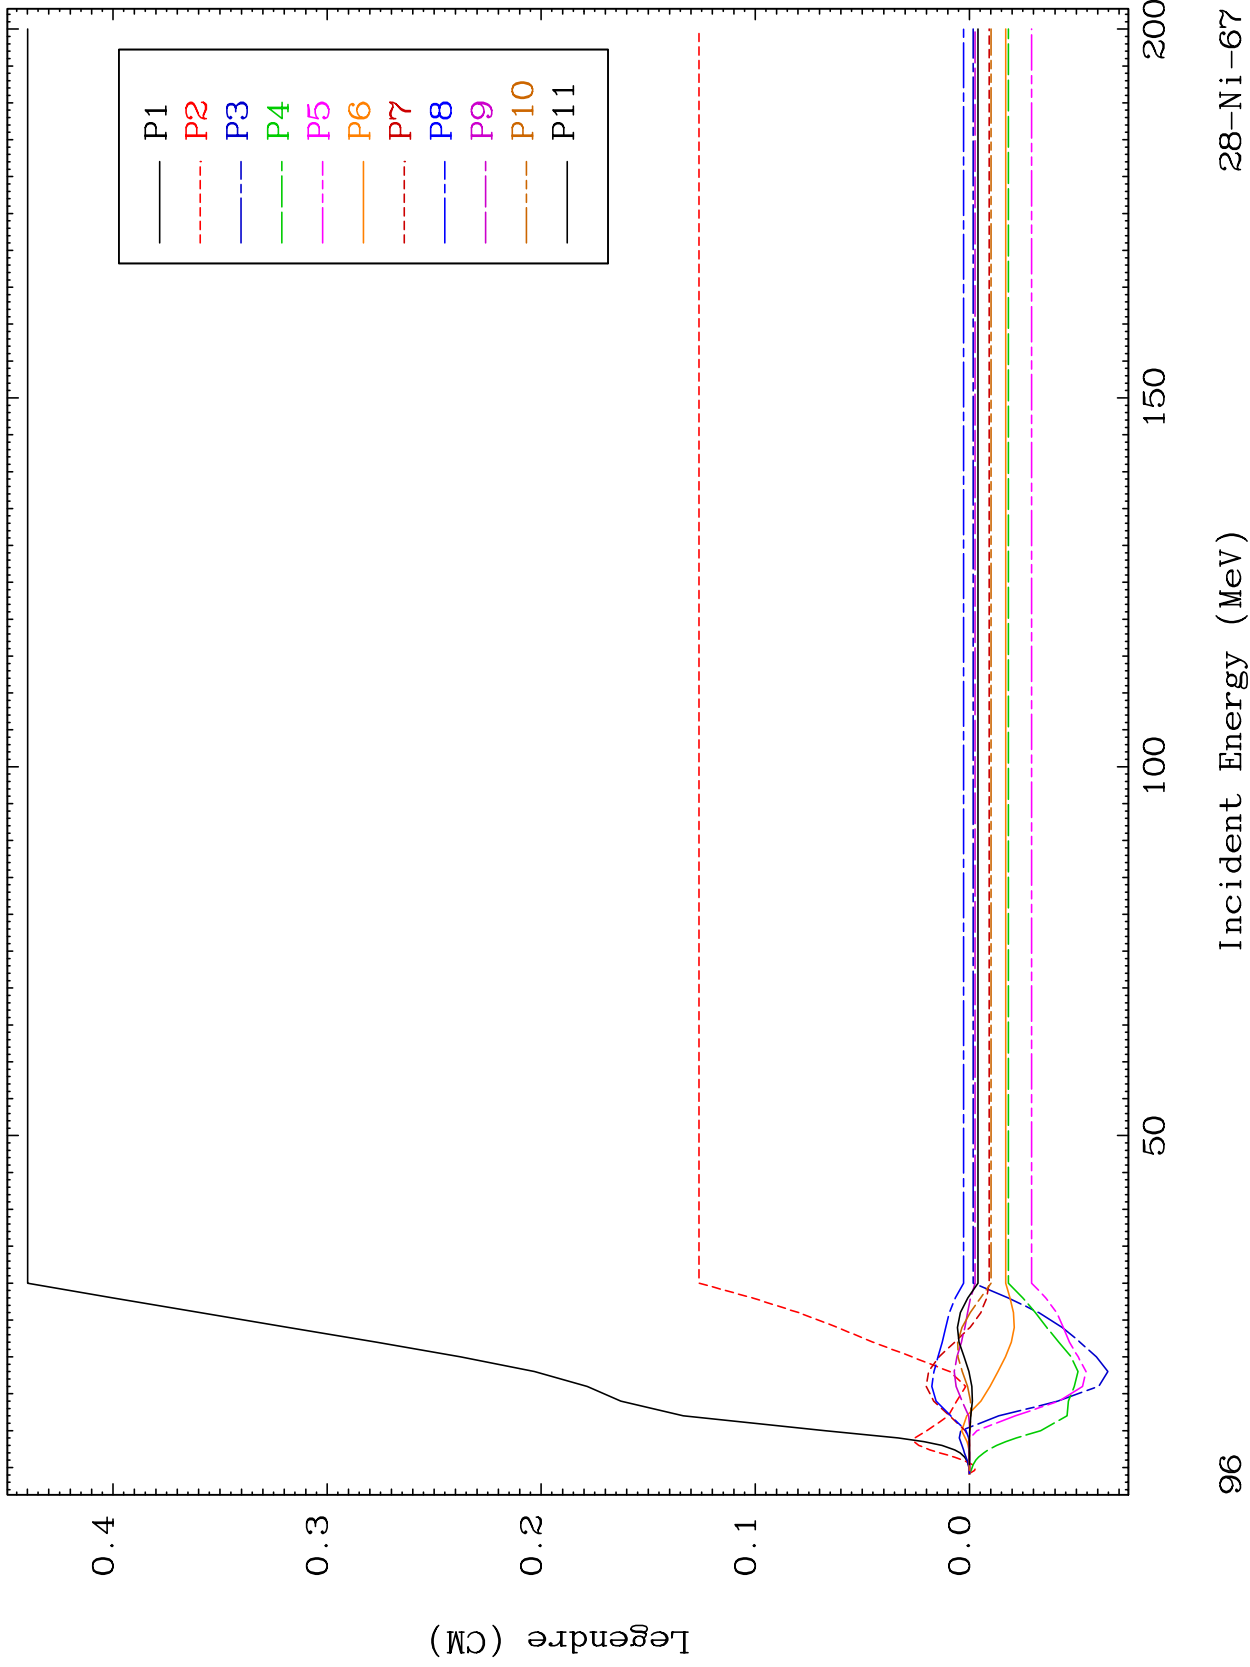 Legendre (CM)
0.4
0.3
0.2
0.1
0.0
P1
P2
P3
P4
P5
P6
P7
P8
P9
P10
P11
50
100
150
200
Incident Energy (MeV)
96
28-Ni-67